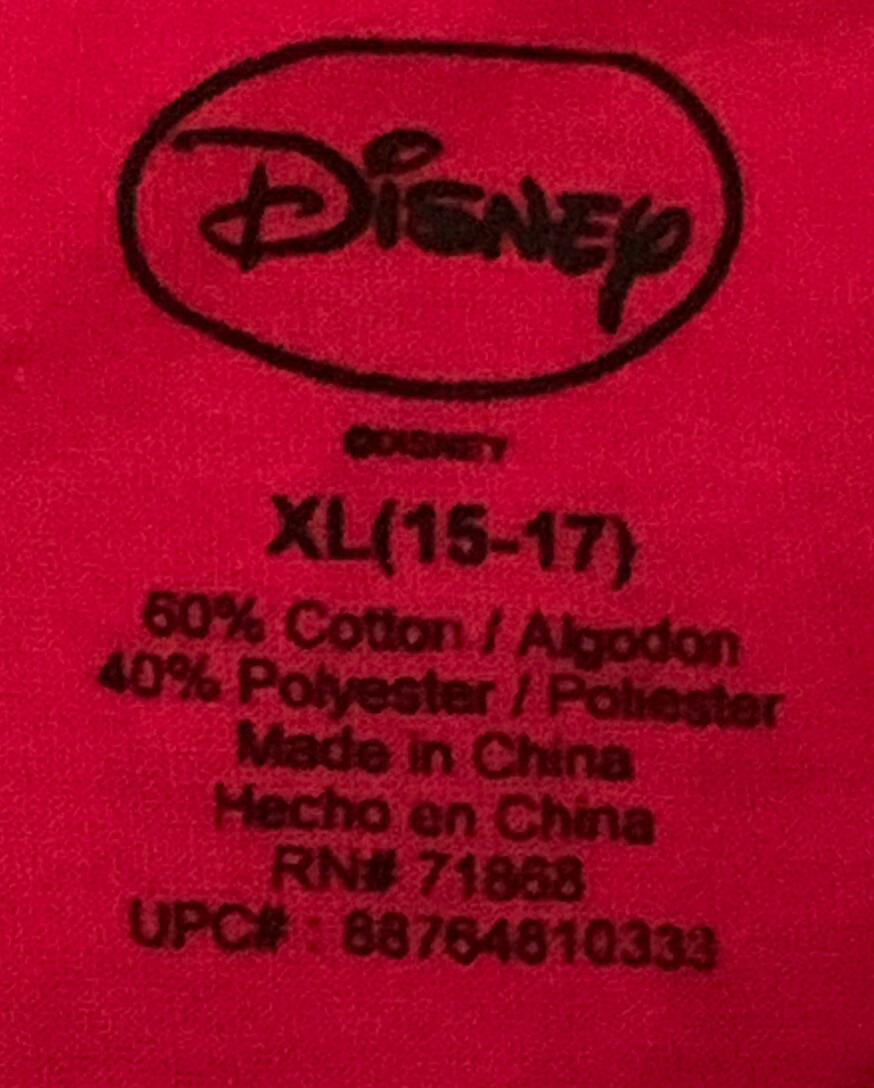 Disney
©DISNEY
XL(15-17)
60% Cotton / Algodon
40% Polyester / Poliester
Made in China
Hecho en China
RN# 71868
UPC# : 88764810333